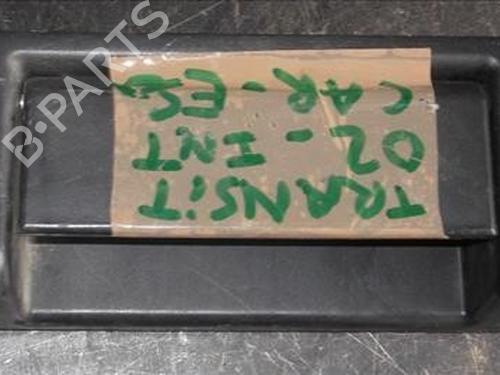 TRANSiT
02 - INT
CAR - ESQ
B-PARTS